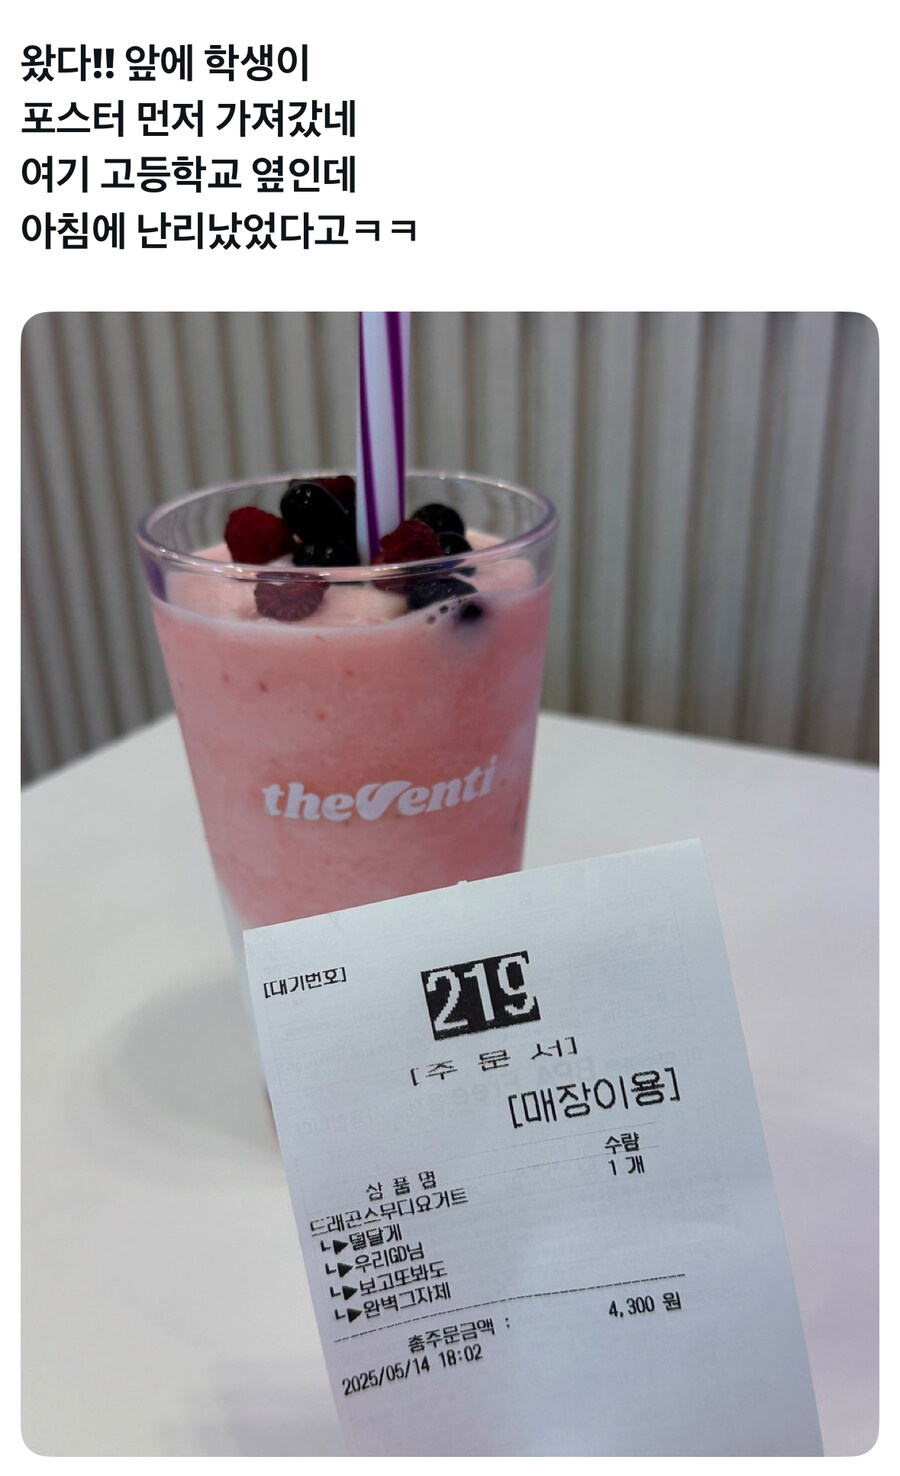 왔다!! 앞에 학생이
포스터 먼저 가져갔네
여기 고등학교 옆인데
아침에 난리났었다고ㅋㅋ
theVenti
[대기번호]
219
[주 문 서]
[매장이용]
수량
상 품 명
1 개
드래곤스무디요거트
┗▶덜달게
┗▶우리GD님
┗▶보고또봐도
┗▶완벽그자체
총주문금액 : 4,300 원
2025/05/14 18:02